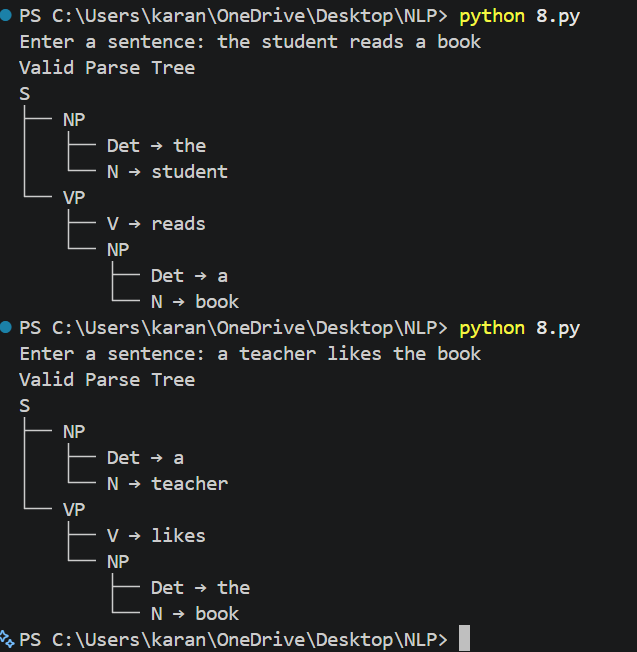 PS C:\Users\karan\OneDrive\Desktop\NLP> python 8.py
Enter a sentence: the student reads a book
Valid Parse Tree
S
├── NP
│   ├── Det → the
│   └── N → student
└── VP
    ├── V → reads
    └── NP
        ├── Det → a
        └── N → book
PS C:\Users\karan\OneDrive\Desktop\NLP> python 8.py
Enter a sentence: a teacher likes the book
Valid Parse Tree
S
├── NP
│   ├── Det → a
│   └── N → teacher
└── VP
    ├── V → likes
    └── NP
        ├── Det → the
        └── N → book
PS C:\Users\karan\OneDrive\Desktop\NLP>